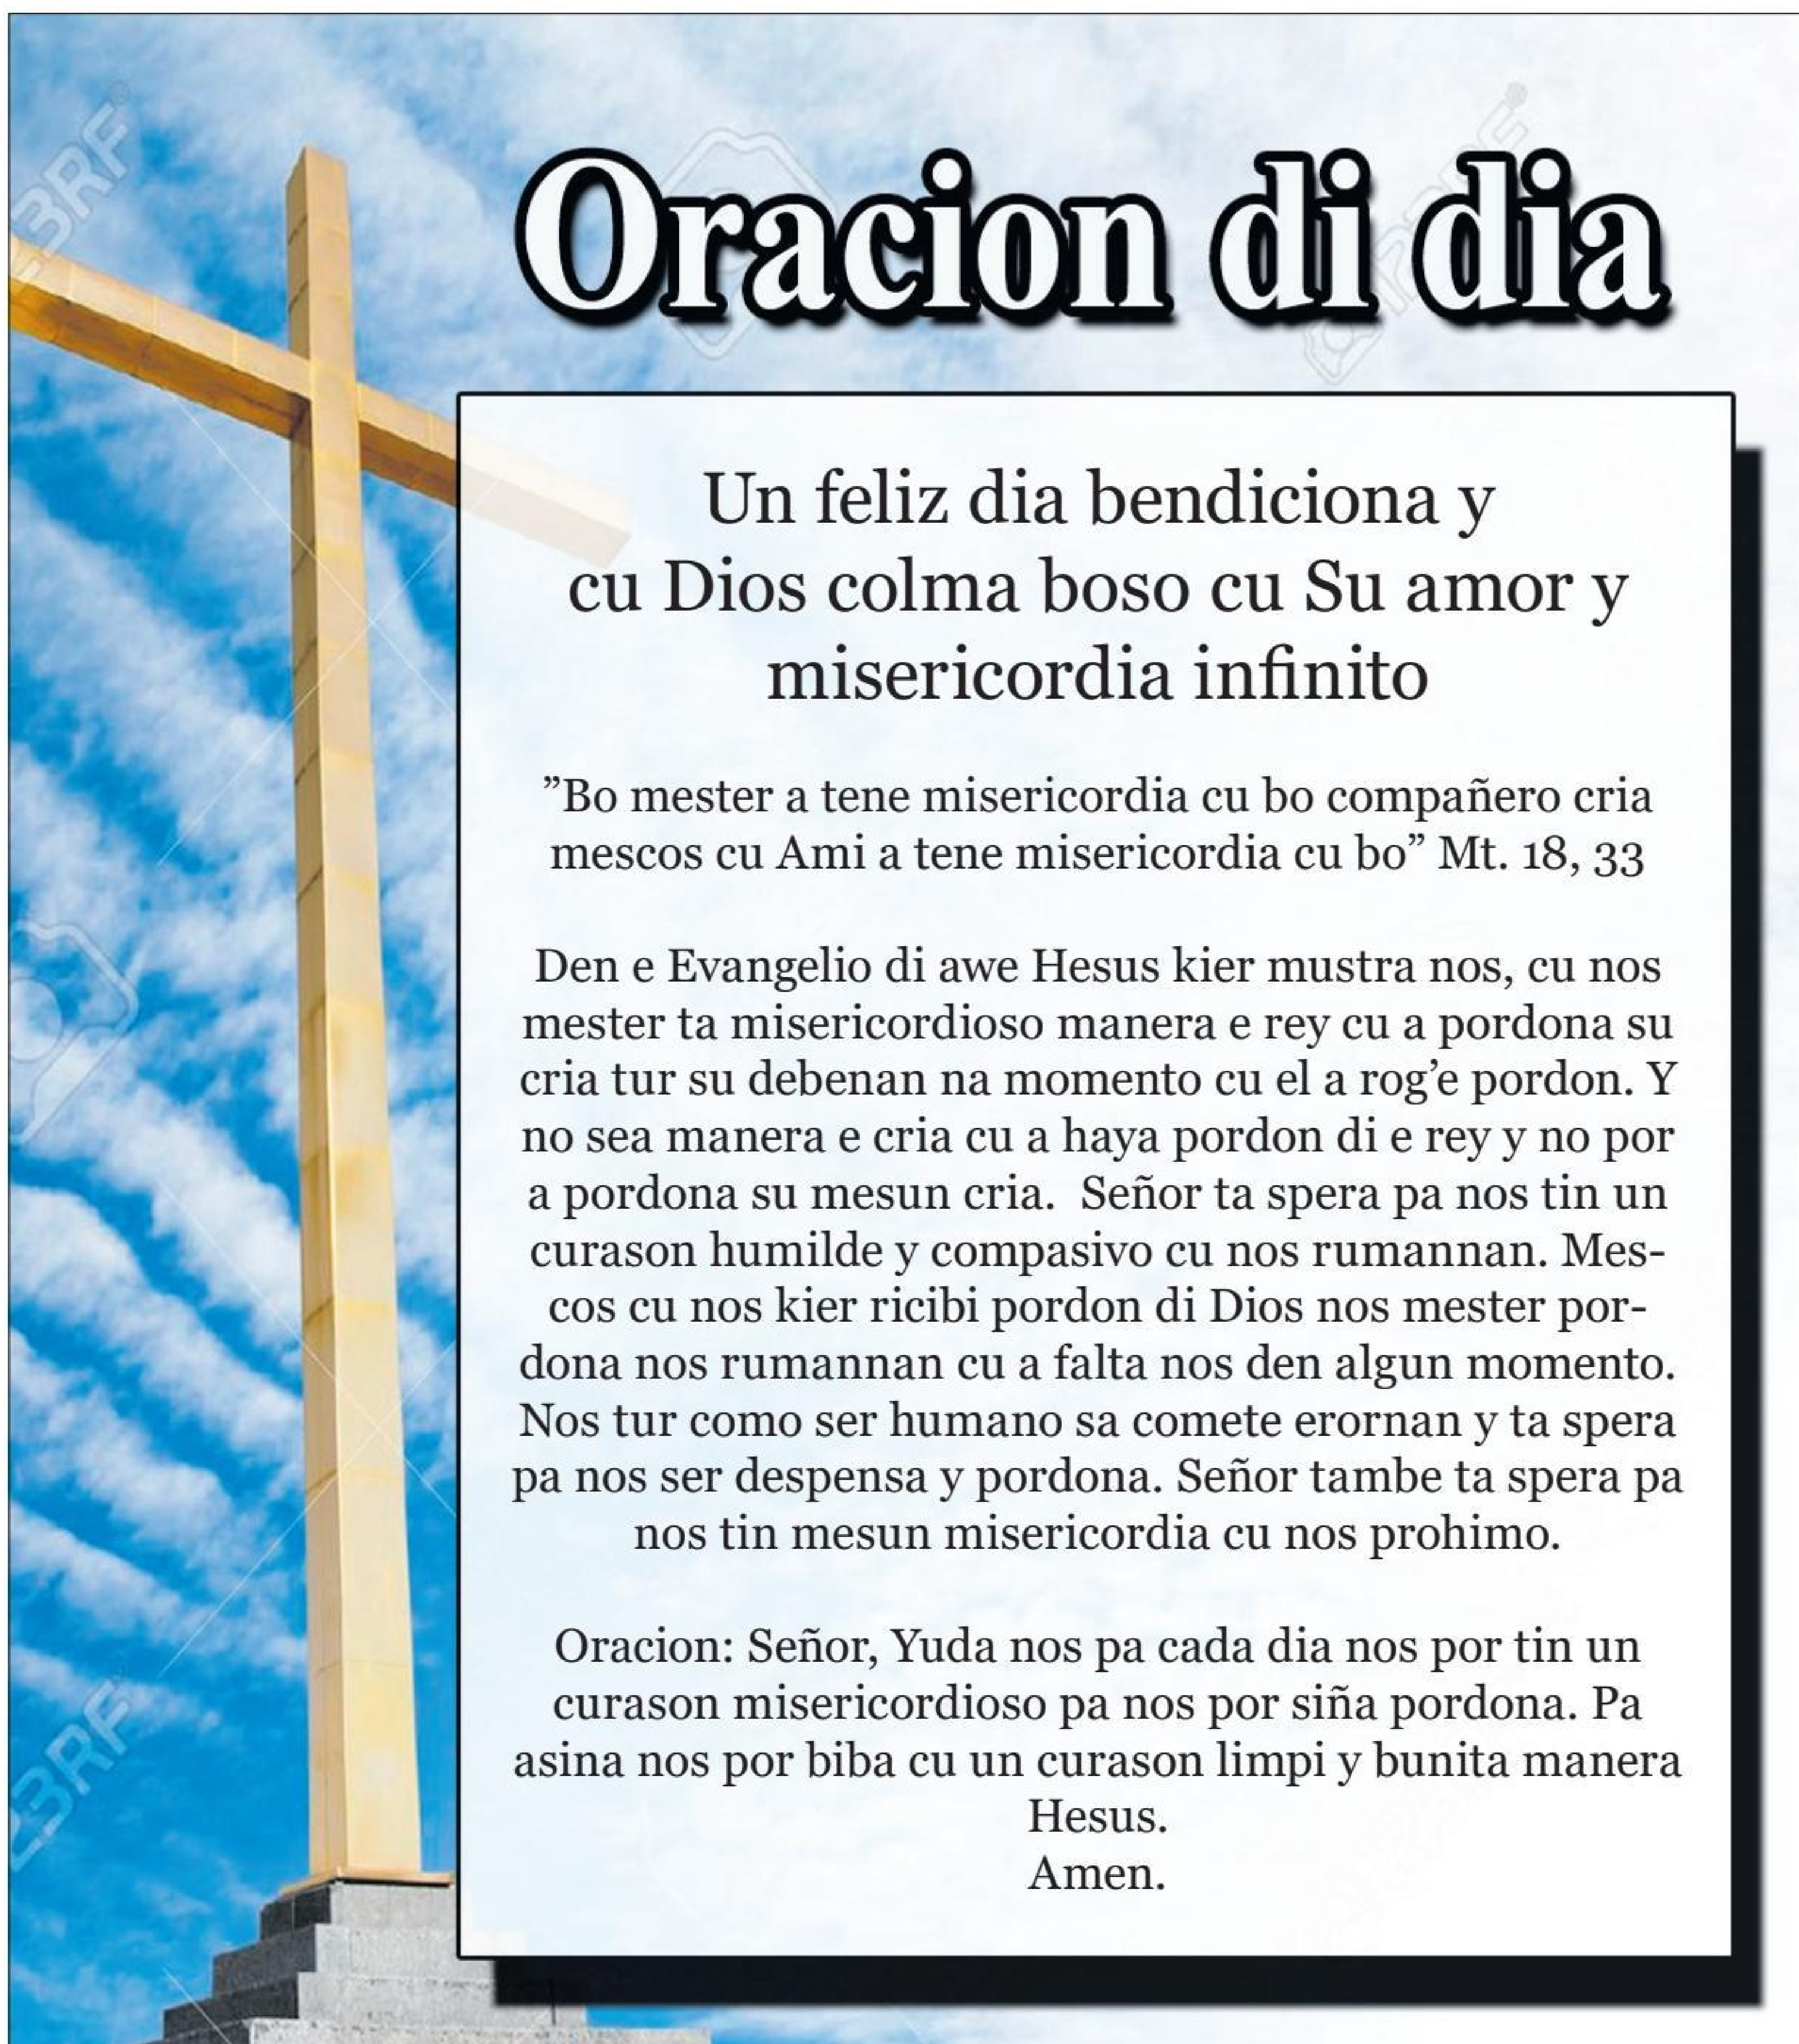 Oracion di dia
Un feliz dia bendiciona y
cu Dios colma boso cu Su amor y
misericordia infinito
”Bo mester a tene misericordia cu bo compañero cria
mescos cu Ami a tene misericordia cu bo” Mt. 18, 33
Den e Evangelio di awe Hesus kier mustra nos, cu nos
mester ta misericordioso manera e rey cu a pordona su
cria tur su debenan na momento cu el a rog’e pordon. Y
no sea manera e cria cu a haya pordon di e rey y no por
a pordona su mesun cria.  Señor ta spera pa nos tin un
curason humilde y compasivo cu nos rumannan. Mes-
cos cu nos kier ricibi pordon di Dios nos mester por-
dona nos rumannan cu a falta nos den algun momento.
Nos tur como ser humano sa comete erornan y ta spera
pa nos ser despensa y pordona. Señor tambe ta spera pa
nos tin mesun misericordia cu nos prohimo.
Oracion: Señor, Yuda nos pa cada dia nos por tin un
curason misericordioso pa nos por siña pordona. Pa
asina nos por biba cu un curason limpi y bunita manera
Hesus.
Amen.